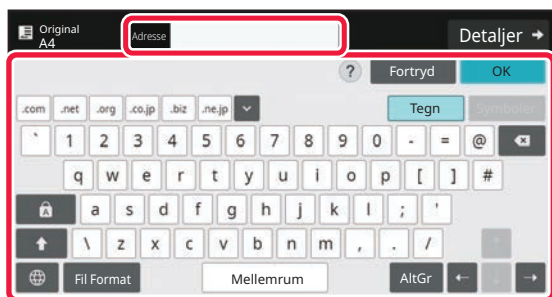 Original
A4
Adresse
Detaljer →
? Fortryd OK
.com .net .org .co.jp .biz .ne.jp Tegn Symboler
` 1 2 3 4 5 6 7 8 9 0 - = @
q w e r t y u i o p [ ] #
A a s d f g h j k l ; '
\ z x c v b n m , . /
Fil Format Mellemrum AltGr ← ↓ →